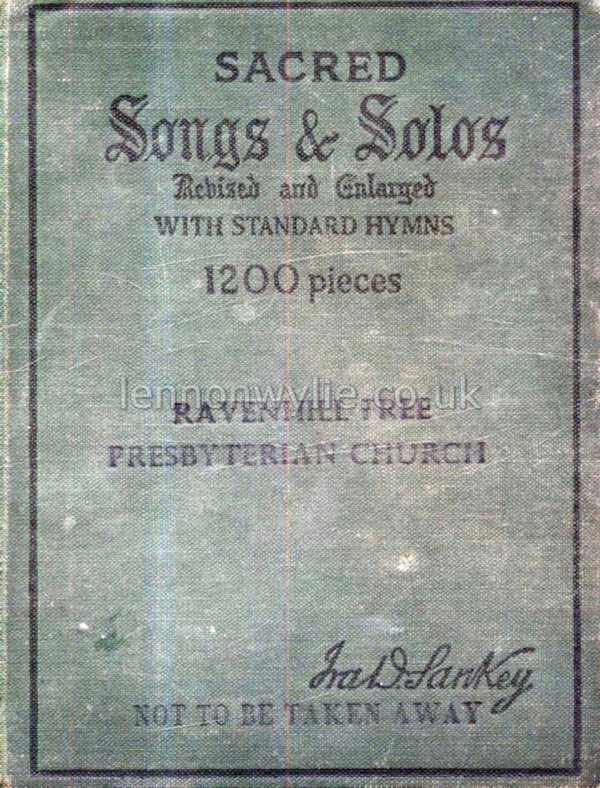 SACRED
Songs & Solos
Revised and Enlarged
WITH STANDARD HYMNS
1200 pieces
lennonwylie.co.uk
RAVENHILL FREE
PRESBYTERIAN CHURCH
Ira D. Sankey
NOT TO BE TAKEN AWAY